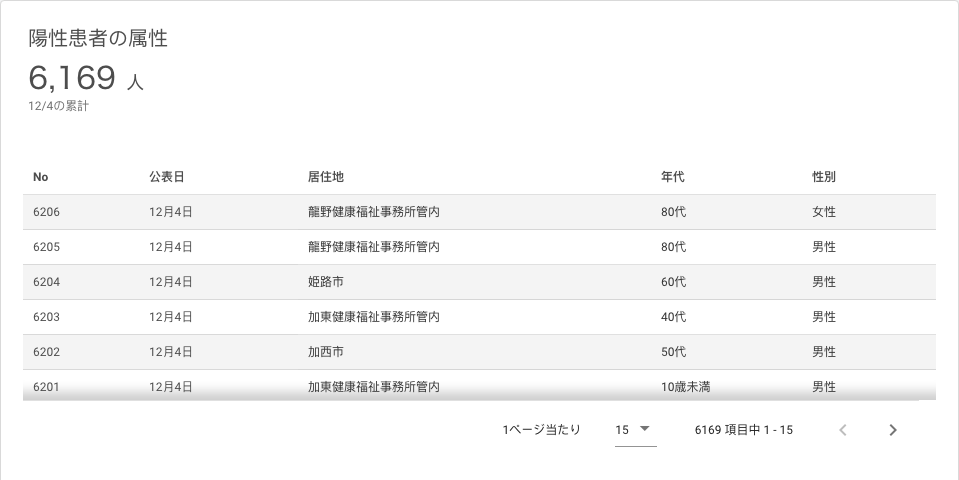 陽性患者の属性
6,169 人
12/4の累計
No 公表日 居住地 年代 性別
6206 12月4日 龍野健康福祉事務所管内 80代 女性
6205 12月4日 龍野健康福祉事務所管内 80代 男性
6204 12月4日 姫路市 60代 男性
6203 12月4日 加東健康福祉事務所管内 40代 男性
6202 12月4日 加西市 50代 男性
6201 12月4日 加東健康福祉事務所管内 10歳未満 男性
1ページ当たり 15 6169 項目中 1 - 15